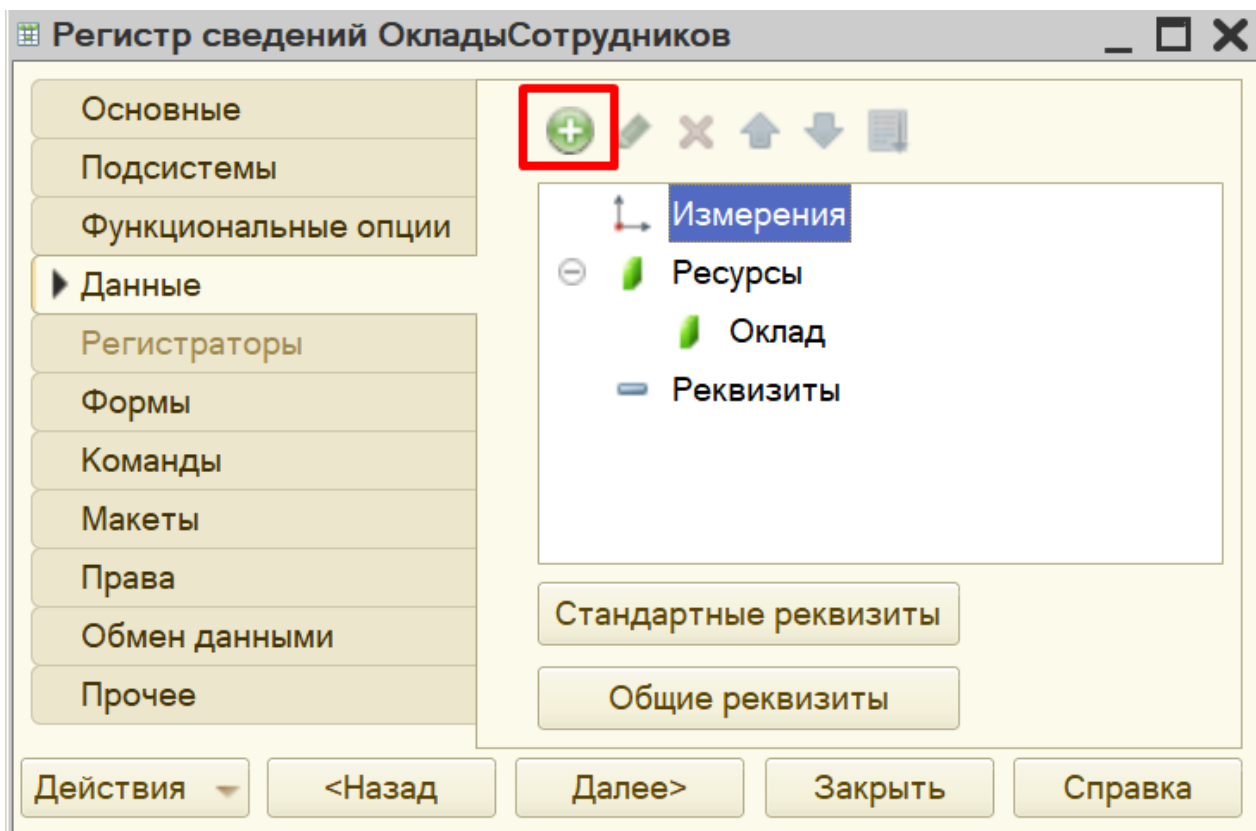 Регистр сведений ОкладыСотрудников
Основные
Подсистемы
Функциональные опции
Данные
Регистраторы
Формы
Команды
Макеты
Права
Обмен данными
Прочее
Измерения
Ресурсы
Оклад
Реквизиты
Стандартные реквизиты
Общие реквизиты
Действия
<Назад
Далее>
Закрыть
Справка